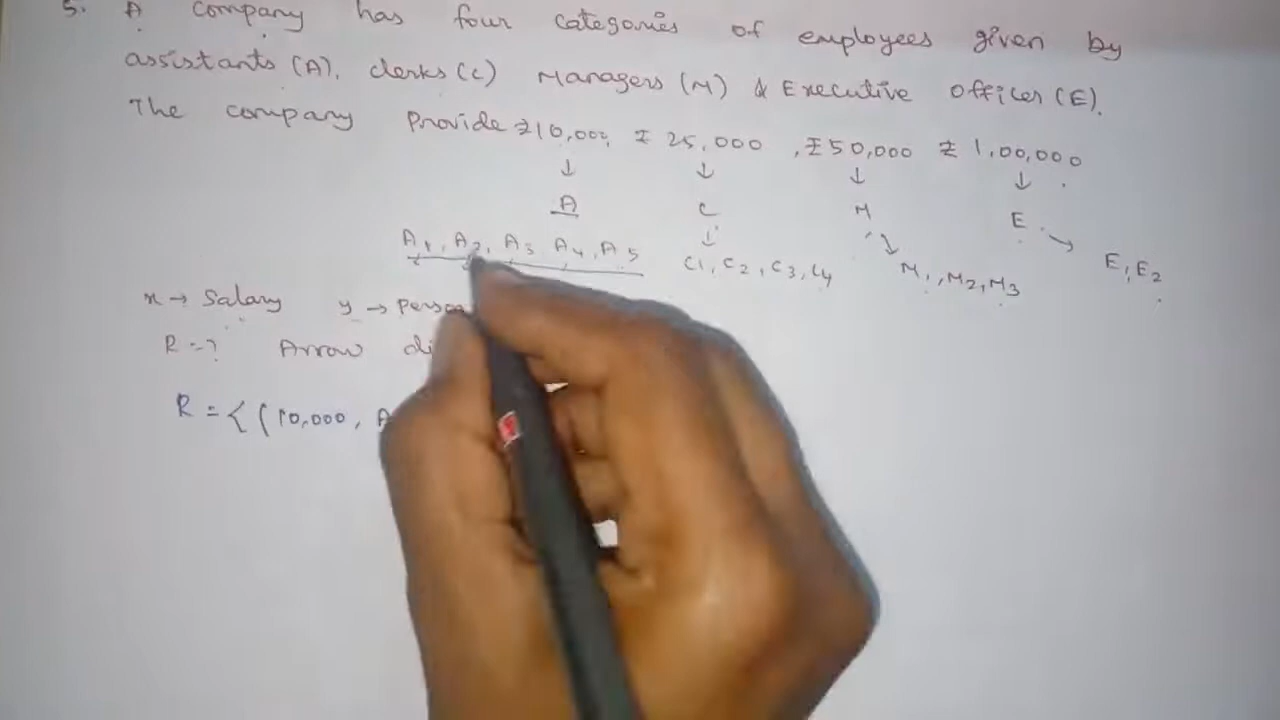 5. A company has four categories of employees given by
assistants (A), clerks (C) Managers (M) & Executive Officer (E).
The company provide ₹10,000, ₹ 25,000 , ₹50,000 ₹ 1,00,000
↓ ↓ ↓ ↓
A C M E
A1, A2, A3 A4, A5 C1, C2, C3, C4 M1, M2, M3 E1 E2
x → Salary y →
R = ? Arrow
R = { (10,000, A